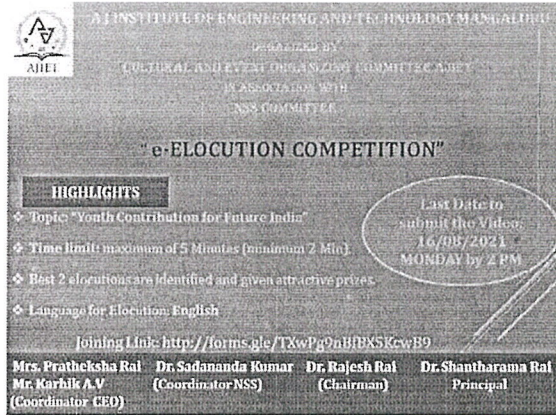 A J INSTITUTE OF ENGINEERING AND TECHNOLOGY MANGALURU
ORGANIZED BY
CULTURAL AND EVENT ORGANIZING COMMITTEE AJIET
IN ASSOCIATION WITH
NSS COMMITTEE
AJIET
" e-ELOCUTION COMPETITION"
HIGHLIGHTS
❖ Topic: "Youth Contribution for Future India"
❖ Time limit: maximum of 5 Minutes (minimum 2 Min).
❖ Best 2 elocutions are identified and given attractive prizes.
❖ Language for Elocution: English
Last Date to
submit the Video:
16/08/2021
MONDAY by 2 PM
Joining Link: http://forms.gle/TXwPg9nBfBX5KcwB9
Mrs. Pratheksha Rai
Mr. Karhik A.V
(Coordinator CEO)
Dr. Sadananda Kumar
(Coordinator NSS)
Dr. Rajesh Rai
(Chairman)
Dr. Shantharama Rai
Principal